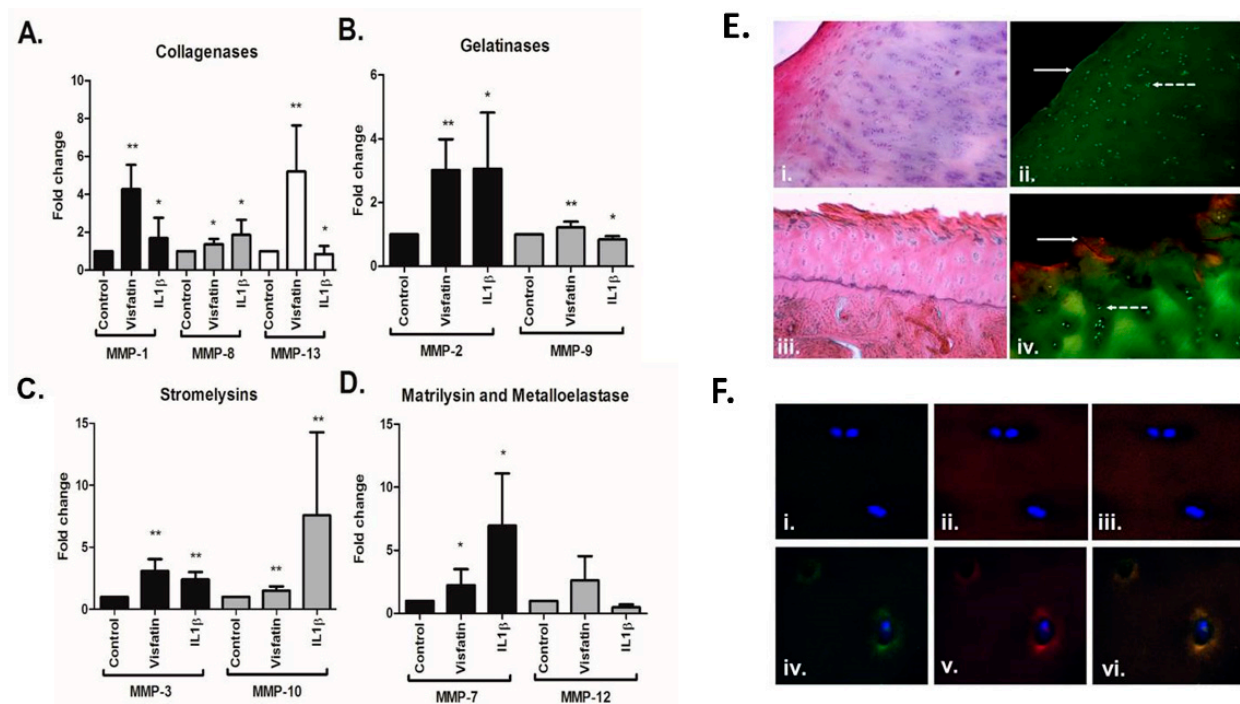 A.
Collagenases
Fold change
10
8
6
4
2
0
**
*
*
*
**
*
Control
Visfatin
IL1β
Control
Visfatin
IL1β
Control
Visfatin
IL1β
MMP-1
MMP-8
MMP-13
B.
Gelatinases
Fold change
6
4
2
0
**
*
**
*
Control
Visfatin
IL1β
Control
Visfatin
IL1β
MMP-2
MMP-9
C.
Stromelysins
Fold change
15
10
5
0
**
**
**
**
Control
Visfatin
IL1β
Control
Visfatin
IL1β
MMP-3
MMP-10
D.
Matrilysin and Metalloelastase
Fold change
15
10
5
0
*
*
Control
Visfatin
IL1β
Control
Visfatin
IL1β
MMP-7
MMP-12
E.
i.
ii.
iii.
iv.
F.
i.
ii.
iii.
iv.
v.
vi.